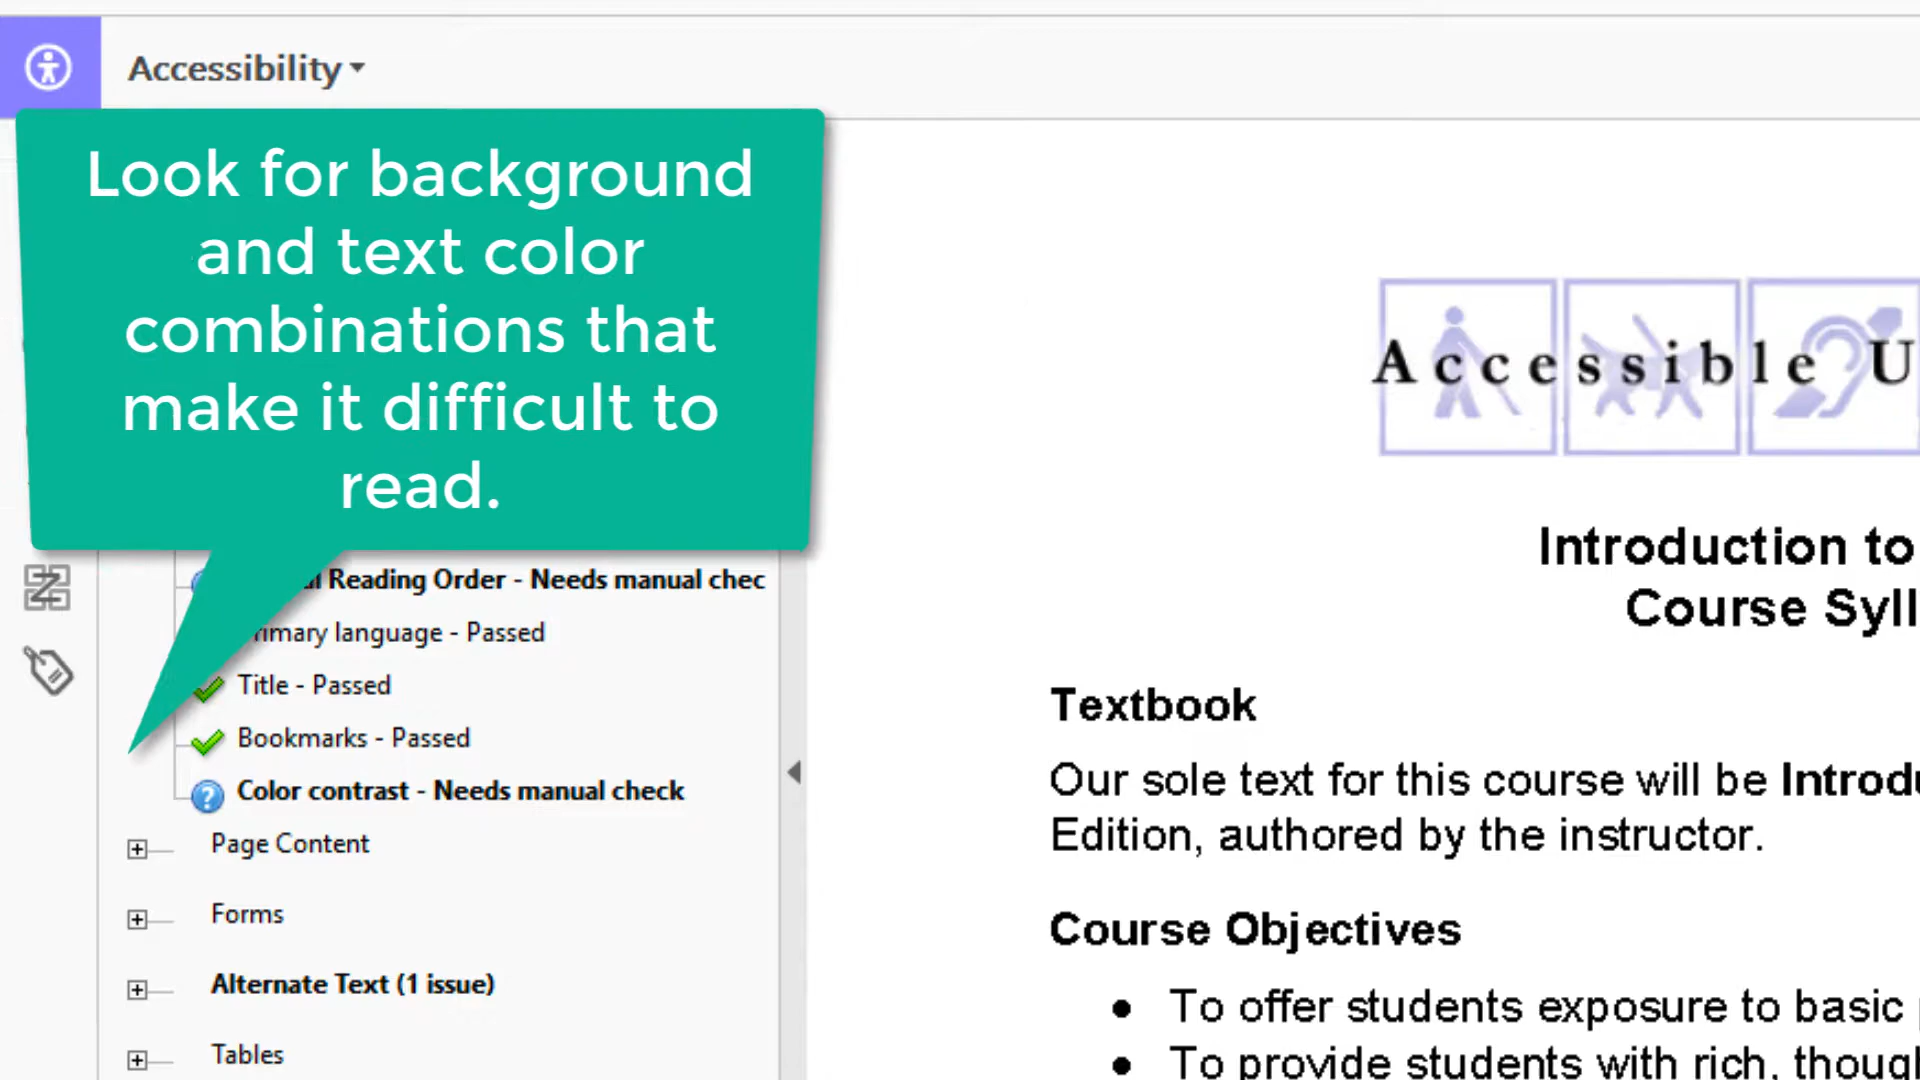 Accessibility
Look for background
and text color
combinations that
make it difficult to
read.
Reading Order - Needs manual chec
language - Passed
Title - Passed
Bookmarks - Passed
Color contrast - Needs manual check
Page Content
Forms
Alternate Text (1 issue)
Tables
Accessible U
Introduction to
Course Syll
Textbook
Our sole text for this course will be Introdu
Edition, authored by the instructor.
Course Objectives
• To offer students exposure to basic
• To provide students with rich, though